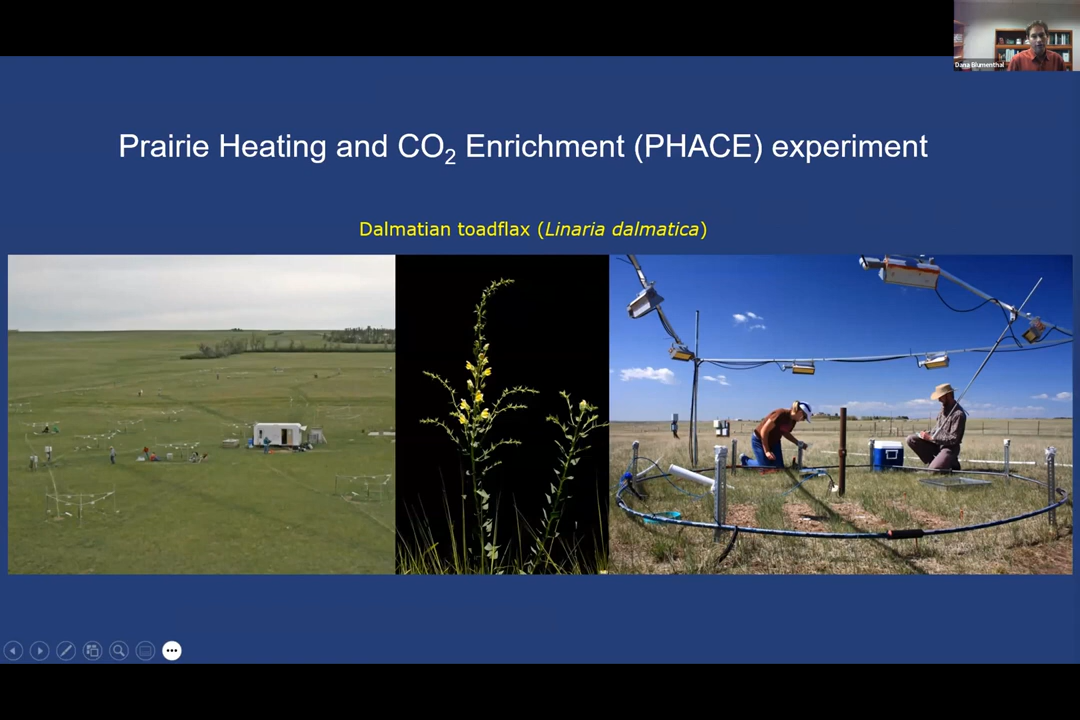 Dana Blumenthal
Prairie Heating and CO₂ Enrichment (PHACE) experiment
Dalmatian toadflax (Linaria dalmatica)